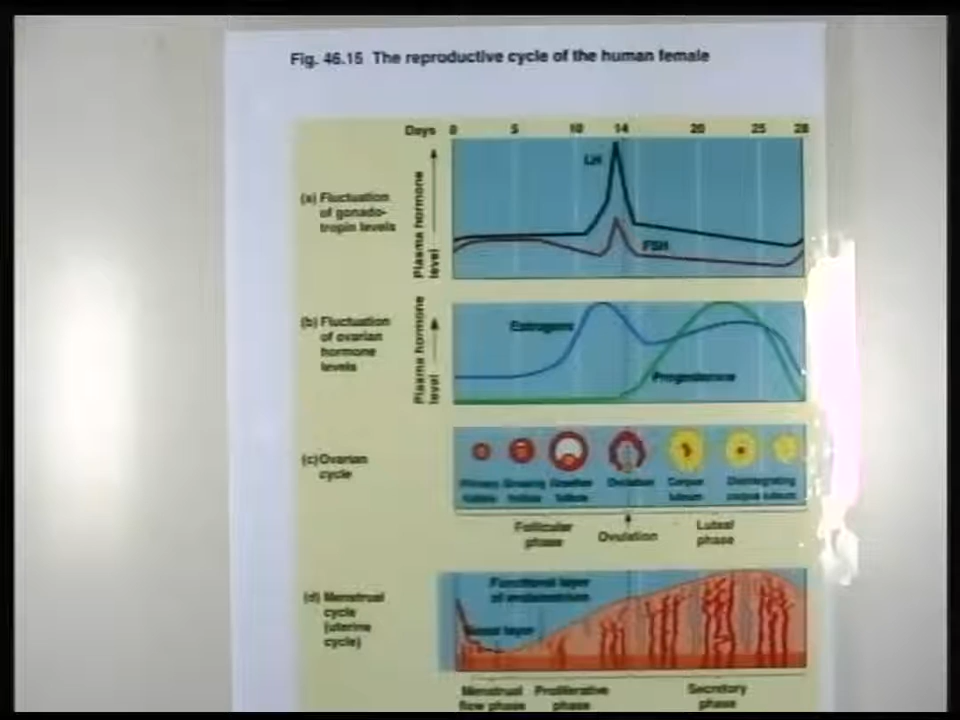 Fig. 46.15 The reproductive cycle of the human female
Days 0 5 10 14 20 25 28
(a) Fluctuation
of gonado-
tropin levels
Plasma hormone
level
LH
FSH
(b) Fluctuation
of ovarian
hormone
levels
Plasma hormone
level
Estrogens
Progesterone
(c) Ovarian
cycle
Primary
follicle
Growing
follicle
Ovulation
Corpus
luteum
Disintegrating
corpus luteum
Follicular
phase
Ovulation
Luteal
phase
(d) Menstrual
cycle
(uterine
cycle)
Functional layer
of endometrium
Basal layer
Menstrual
flow phase
Proliferative
phase
Secretory
phase